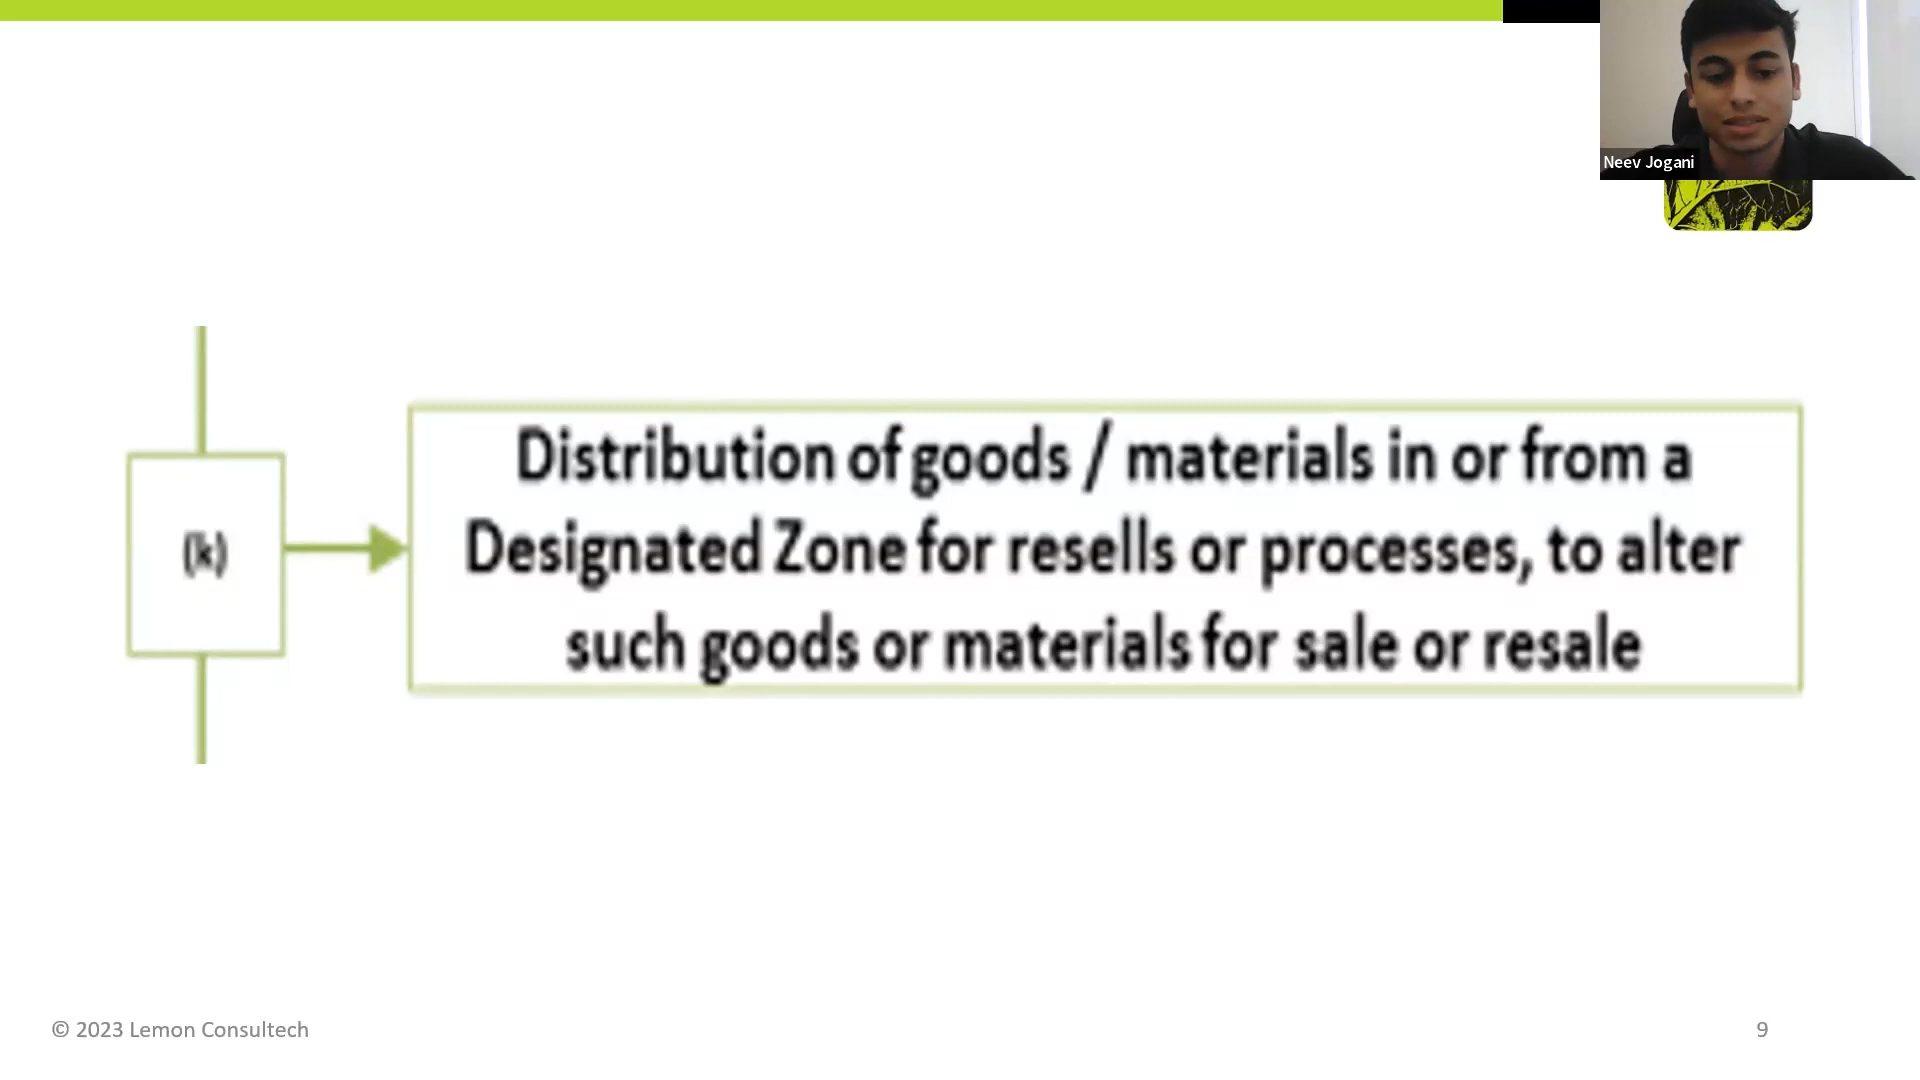 Neev Jogani
(k)
Distribution of goods / materials in or from a
Designated Zone for resells or processes, to alter
such goods or materials for sale or resale
© 2023 Lemon Consultech
9